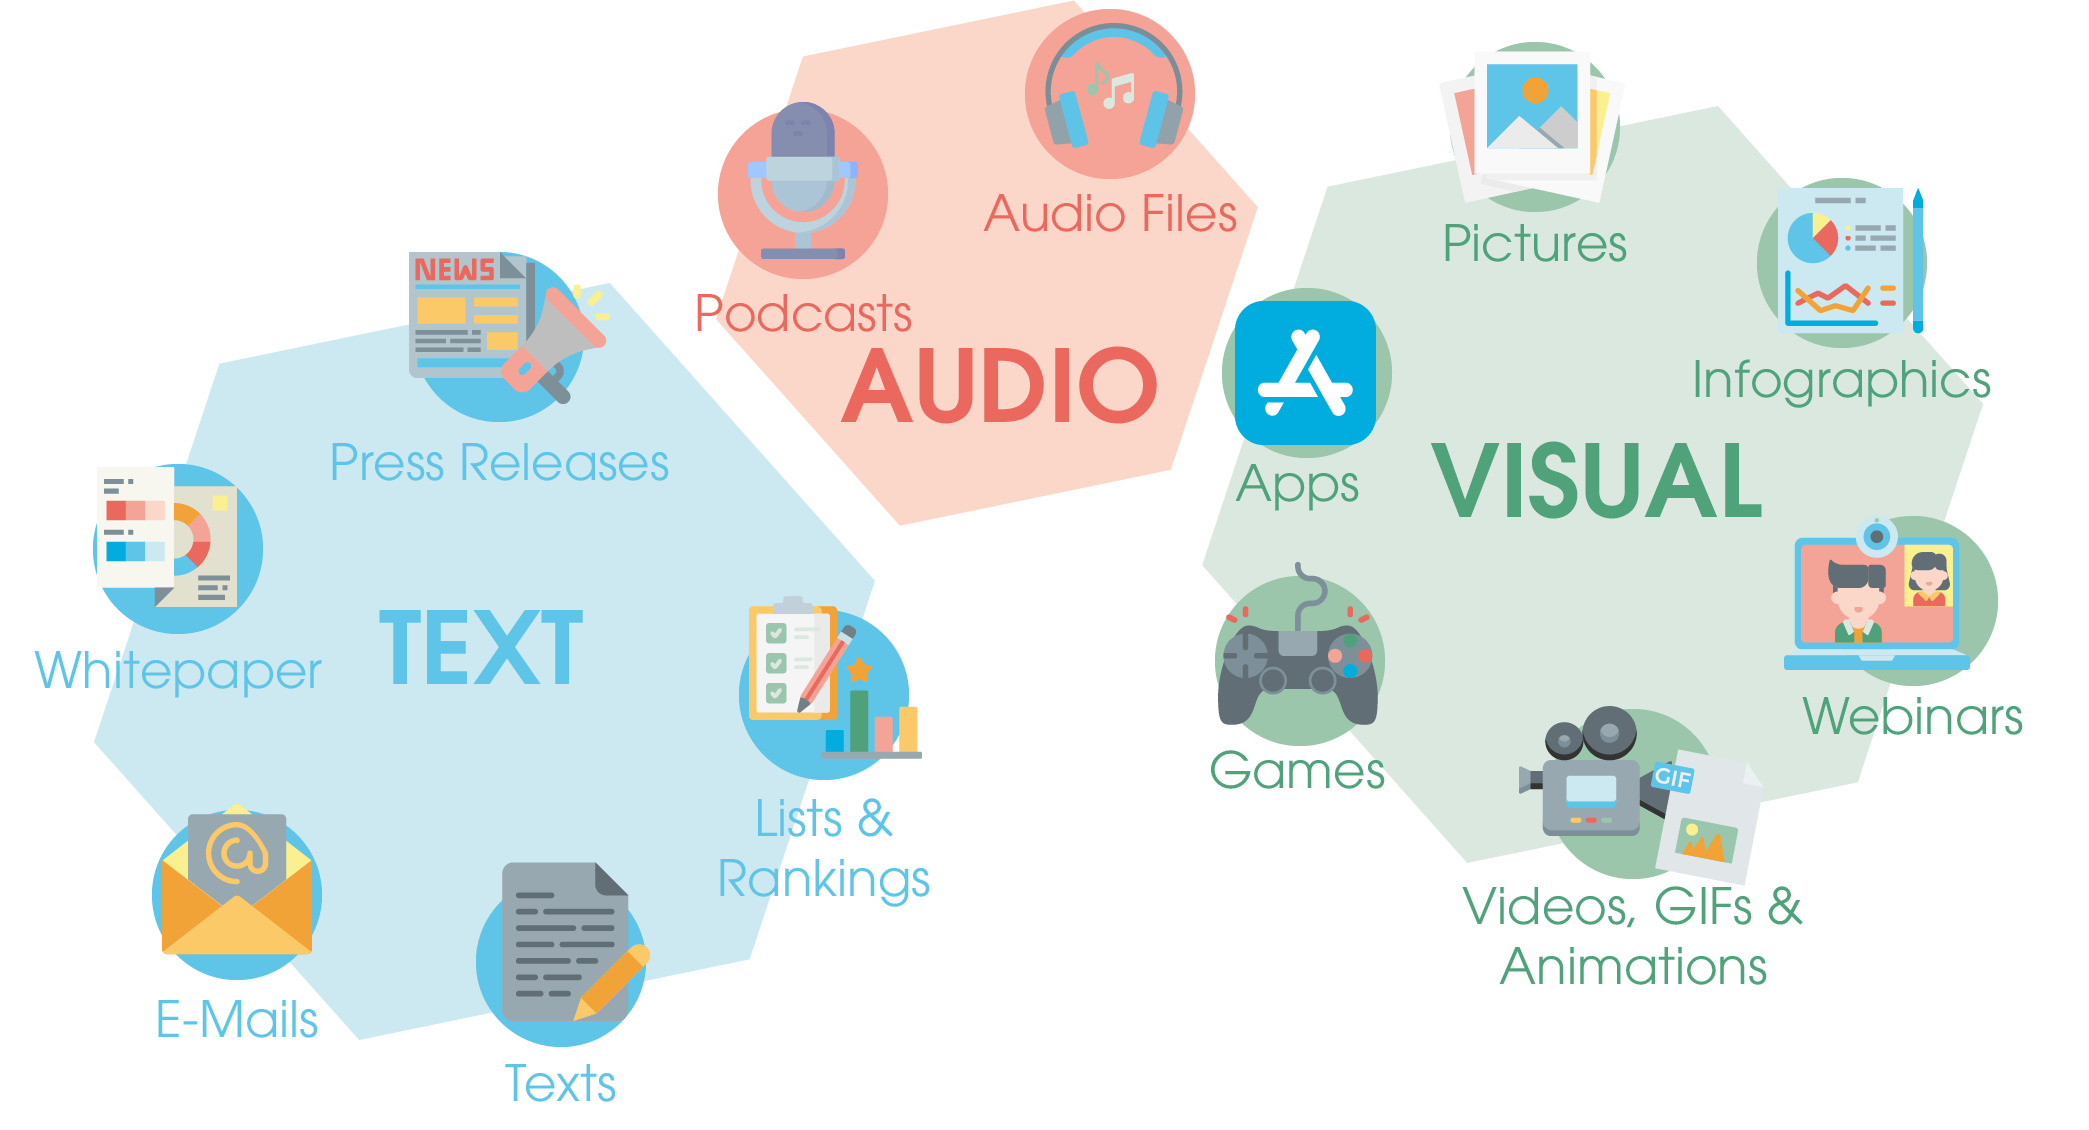 NEWS
Press Releases
Whitepaper
TEXT
Lists &
Rankings
E-Mails
@
Texts
Audio Files
Podcasts
AUDIO
Pictures
Infographics
Apps
VISUAL
Webinars
Games
GIF
Videos, GIFs &
Animations